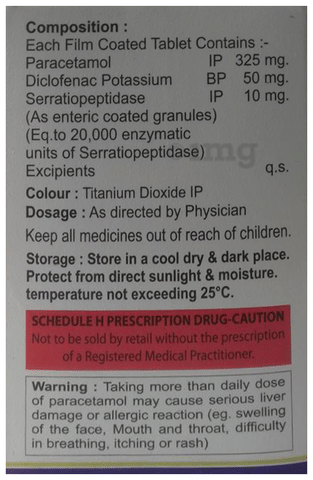 Composition :
Each Film Coated Tablet Contains :-
Paracetamol IP 325 mg.
Diclofenac Potassium BP 50 mg.
Serratiopeptidase IP 10 mg.
(As enteric coated granules)
(Eq.to 20,000 enzymatic
units of Serratiopeptidase)
Excipients q.s.
Colour : Titanium Dioxide IP
Dosage : As directed by Physician
Keep all medicines out of reach of children.
Storage : Store in a cool dry & dark place.
Protect from direct sunlight & moisture.
temperature not exceeding 25°C.
SCHEDULE H PRESCRIPTION DRUG-CAUTION
Not to be sold by retail without the prescription
of a Registered Medical Practitioner.
Warning : Taking more than daily dose
of paracetamol may cause serious liver
damage or allergic reaction (eg. swelling
of the face, Mouth and throat, difficulty
in breathing, itching or rash)